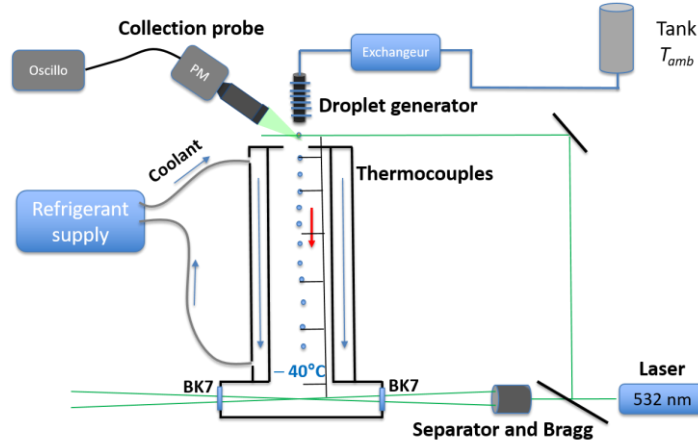 Collection probe
Tank
T_amb
Exchangeur
Oscillo
PM
Droplet generator
Coolant
Thermocouples
Refrigerant
supply
– 40°C
BK7
BK7
Laser
532 nm
Separator and Bragg